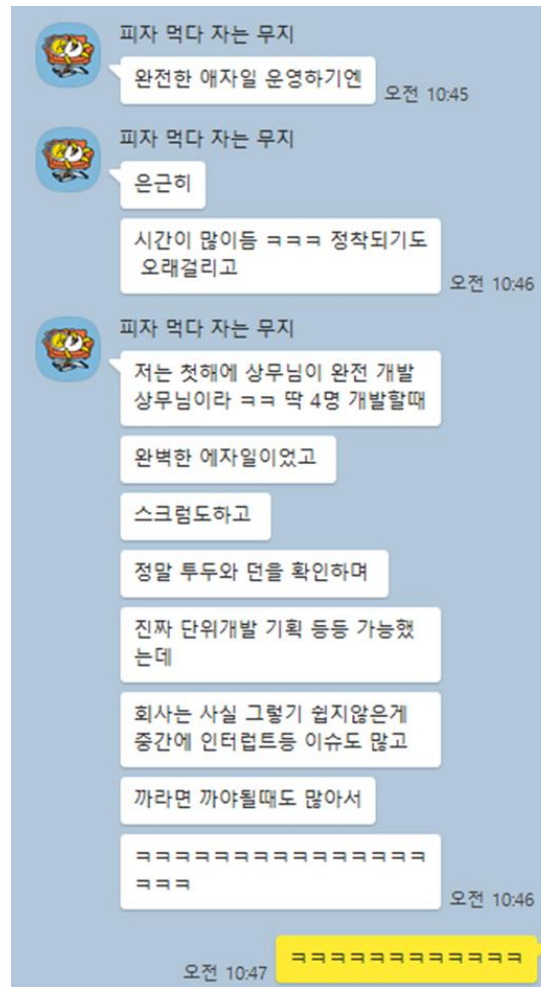 피자 먹다 자는 무지
완전한 애자일 운영하기엔
오전 10:45
피자 먹다 자는 무지
은근히
시간이 많이듬 ㅋㅋㅋ 정착되기도
오래걸리고
오전 10:46
피자 먹다 자는 무지
저는 첫해에 상무님이 완전 개발
상무님이라 ㅋㅋ 딱 4명 개발할때
완벽한 에자일이었고
스크럼도하고
정말 투두와 던을 확인하며
진짜 단위개발 기획 등등 가능했
는데
회사는 사실 그렇기 쉽지않은게
중간에 인터럽트등 이슈도 많고
까라면 까야될때도 많아서
ㅋㅋㅋㅋㅋㅋㅋㅋㅋㅋㅋㅋㅋㅋㅋ
ㅋㅋㅋ
오전 10:46
ㅋㅋㅋㅋㅋㅋㅋㅋㅋㅋㅋㅋ
오전 10:47